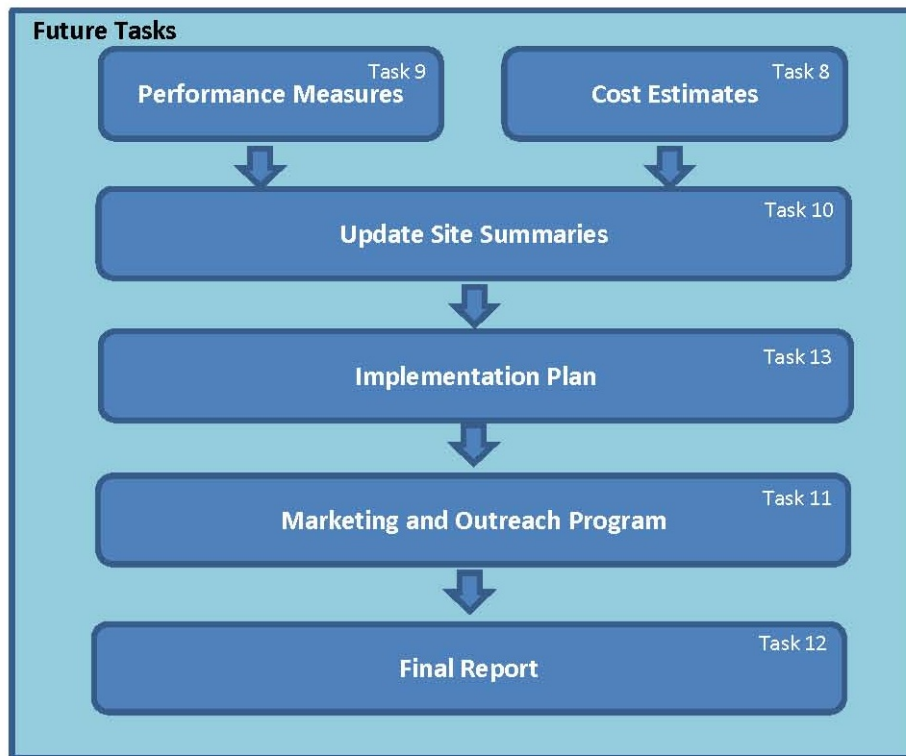 Future Tasks
Task 9
Performance Measures
Task 8
Cost Estimates
Task 10
Update Site Summaries
Task 13
Implementation Plan
Task 11
Marketing and Outreach Program
Task 12
Final Report